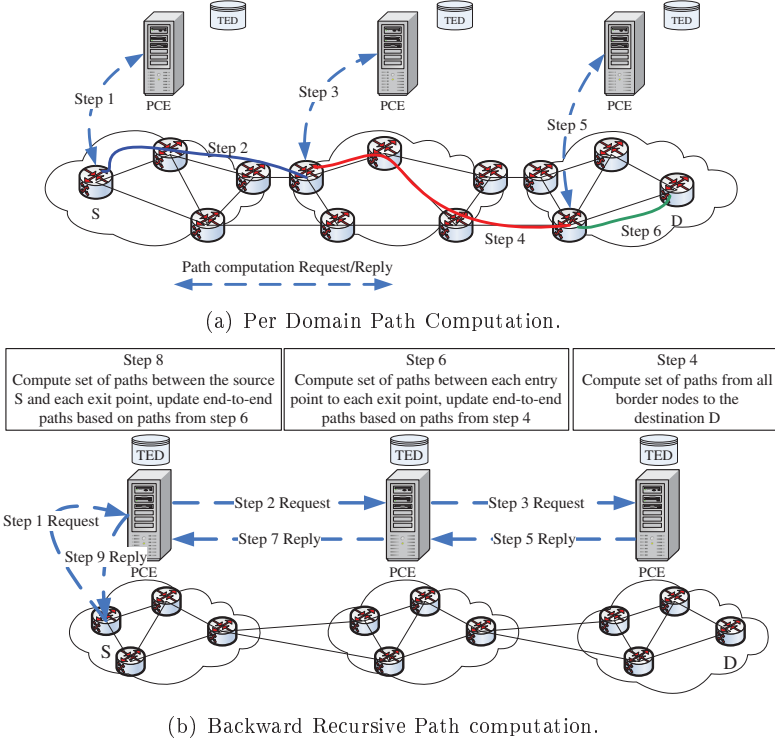 TED
TED
TED
PCE
PCE
PCE
Step 1
Step 3
Step 5
Step 2
S
D
Step 4
Step 6
Path computation Request/Reply
(a) Per Domain Path Computation.
Step 8
Compute set of paths between the source
S and each exit point, update end-to-end
paths based on paths from step 6
Step 6
Compute set of paths between each entry
point to each exit point, update end-to-end
paths based on paths from step 4
Step 4
Compute set of paths from all
border nodes to the
destination D
TED
TED
TED
Step 1 Request
Step 2 Request
Step 3 Request
Step 7 Reply
Step 5 Reply
Step 9 Reply
PCE
PCE
PCE
S
D
(b) Backward Recursive Path computation.